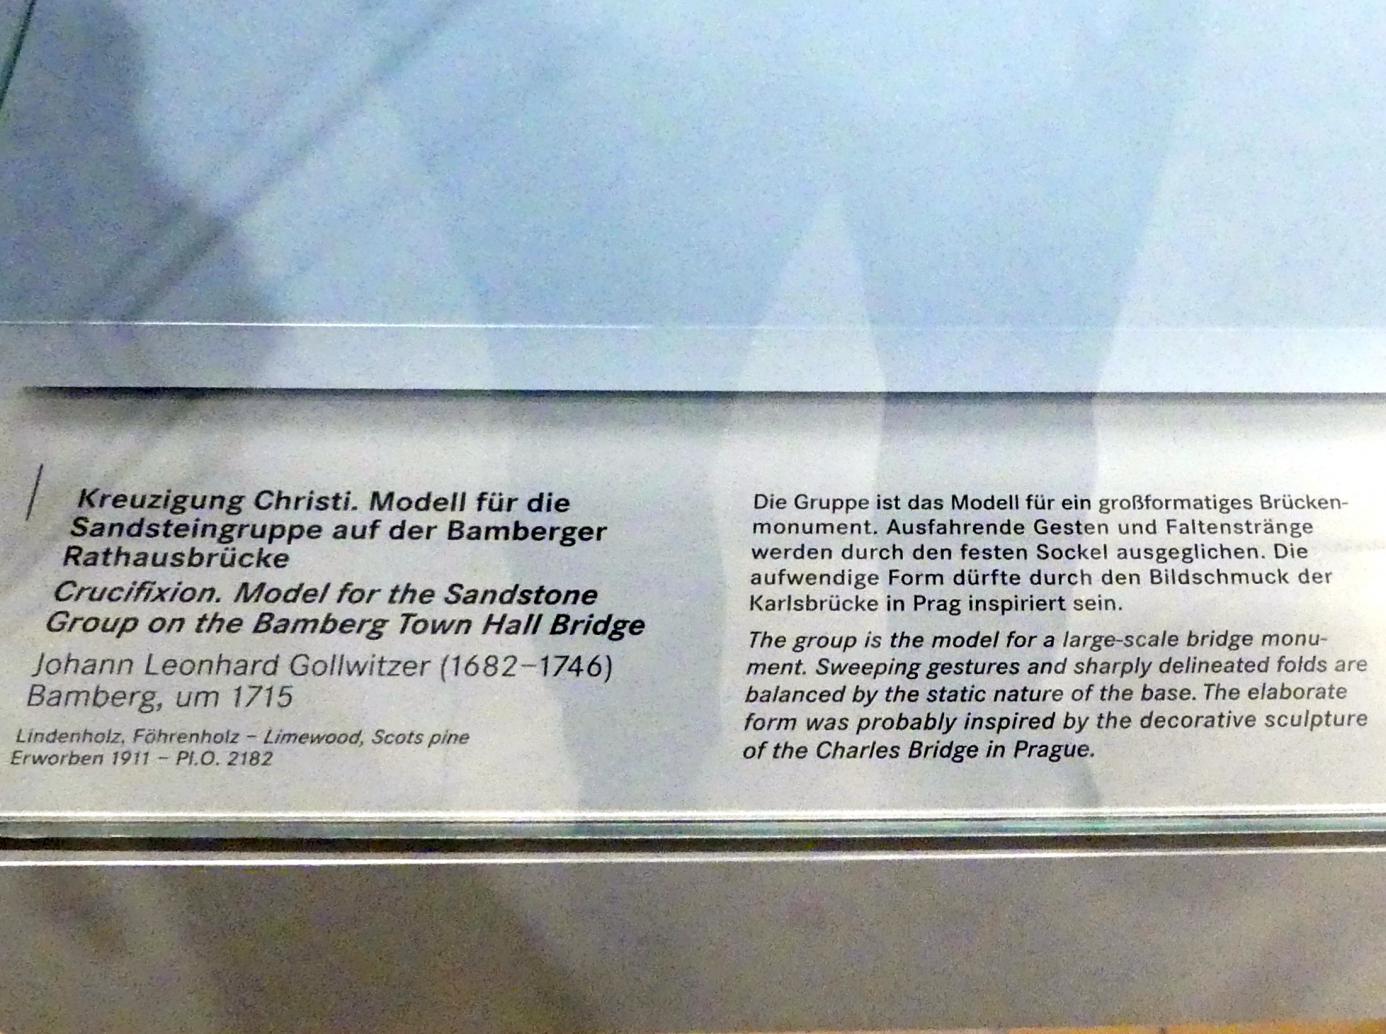 Kreuzigung Christi. Modell für die
Sandsteingruppe auf der Bamberger
Rathausbrücke
Crucifixion. Model for the Sandstone
Group on the Bamberg Town Hall Bridge
Johann Leonhard Gollwitzer (1682–1746)
Bamberg, um 1715
Lindenholz, Föhrenholz – Limewood, Scots pine
Erworben 1911 – Pl.O. 2182
Die Gruppe ist das Modell für ein großformatiges Brücken-
monument. Ausfahrende Gesten und Faltenstränge
werden durch den festen Sockel ausgeglichen. Die
aufwendige Form dürfte durch den Bildschmuck der
Karlsbrücke in Prag inspiriert sein.
The group is the model for a large-scale bridge monu-
ment. Sweeping gestures and sharply delineated folds are
balanced by the static nature of the base. The elaborate
form was probably inspired by the decorative sculpture
of the Charles Bridge in Prague.